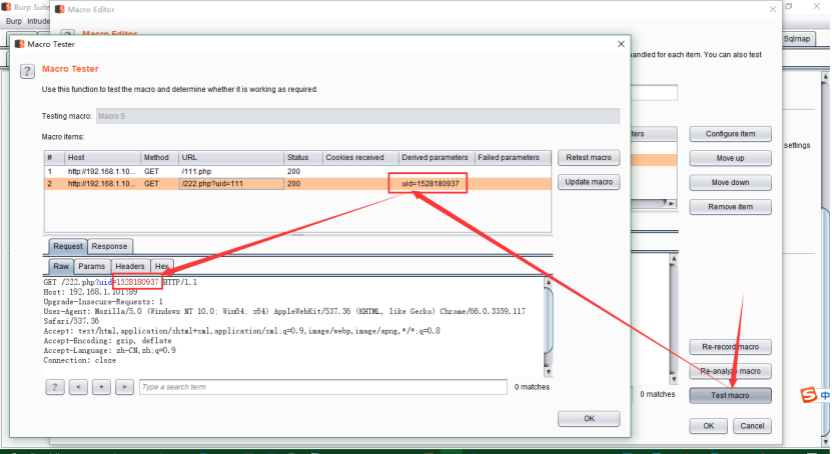 Burp Suite
Macro Editor
Burp Intrude
Macro Editor
Sqlmap
Macro Tester
Macro Tester
handled for each item. You can also test
Use this function to test the macro and determine whether it is working as required.
Testing macro: Macro 5
Macro items:
# Host Method URL Status Cookies received Derived parameters Failed parameters
1 http://192.168.1.10... GET /111.php 200
2 http://192.168.1.10... GET /222.php?uid=111 200 uid=1528180937
Retest macro
Update macro
ters
Configure item
Move up
Move down
Remove item
settings
Request Response
Raw Params Headers Hex
GET /222.php?uid=1528180937 HTTP/1.1
Host: 192.168.1.101:89
Upgrade-Insecure-Requests: 1
User-Agent: Mozilla/5.0 (Windows NT 10.0; Win64; x64) AppleWebKit/537.36 (KHTML, like Gecko) Chrome/66.0.3359.117
Safari/537.36
Accept: text/html,application/xhtml+xml,application/xml;q=0.9,image/webp,image/apng,*/*;q=0.8
Accept-Encoding: gzip, deflate
Accept-Language: zh-CN,zh;q=0.9
Connection: close
? < + > Type a search term 0 matches
OK
Re-record macro
Re-analyze macro
0 matches Test macro
OK Cancel
中